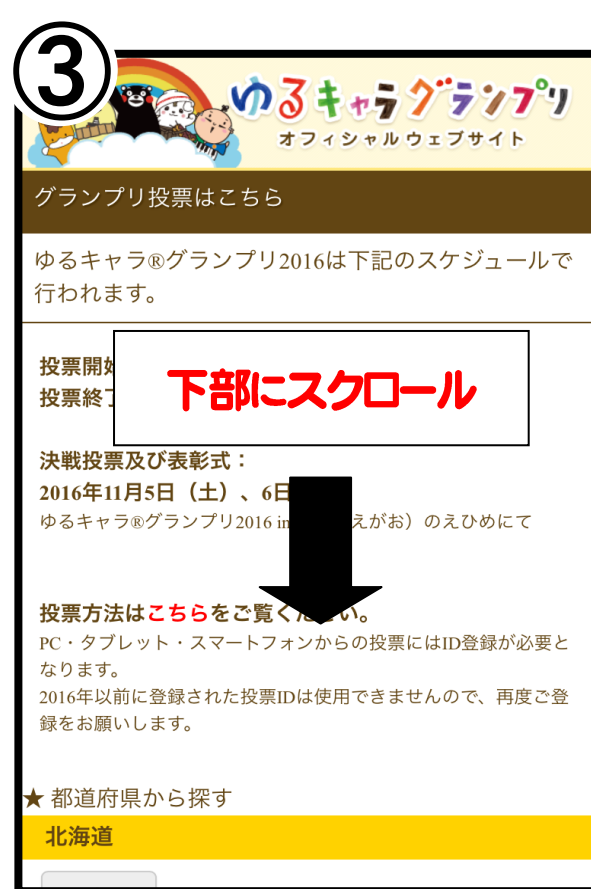 ③
ゆるキャラグランプリ
オフィシャルウェブサイト
グランプリ投票はこちら
ゆるキャラ®グランプリ2016は下記のスケジュールで
行われます。
投票開始
投票終了
下部にスクロール
決戦投票及び表彰式：
2016年11月5日（土）、6日
ゆるキャラ®グランプリ2016 in えがお）のえひめにて
投票方法はこちらをご覧ください。
PC・タブレット・スマートフォンからの投票にはID登録が必要と
なります。
2016年以前に登録された投票IDは使用できませんので、再度ご登
録をお願いします。
★ 都道府県から探す
北海道